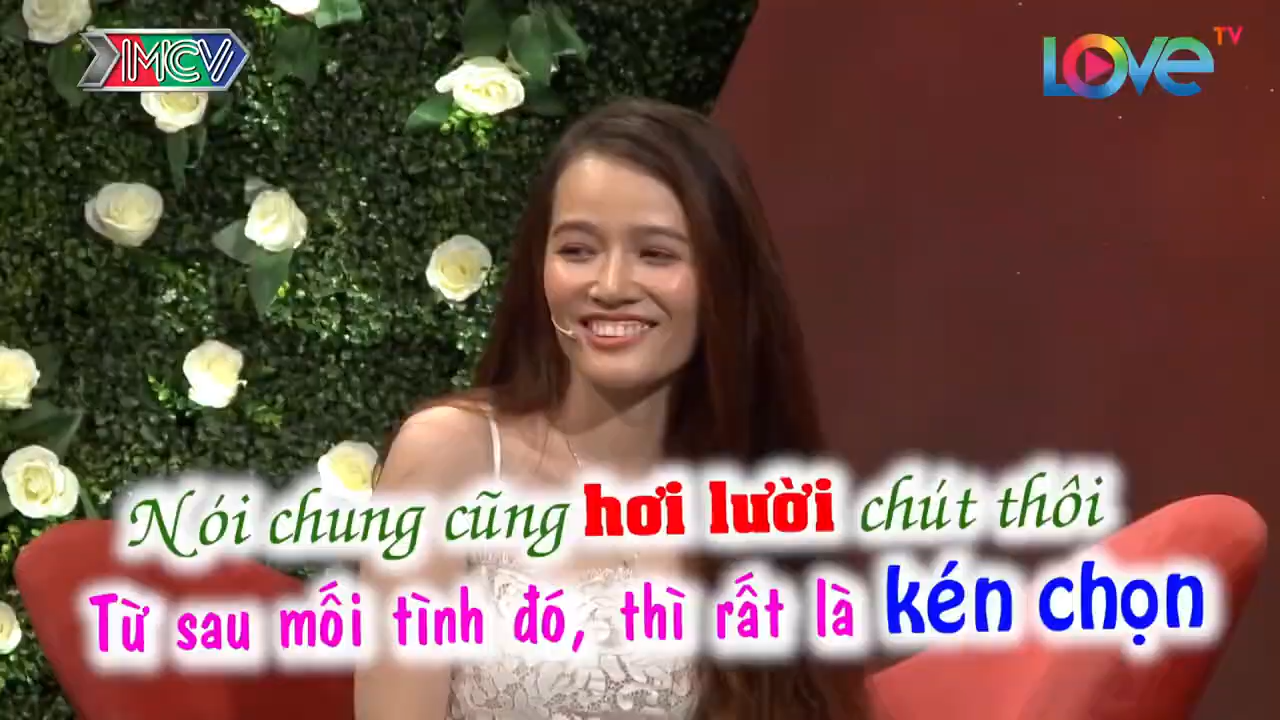 MCV
LOVE TV
Nói chung cũng hơi lười chút thôi
Từ sau mối tình đó, thì rất là kén chọn